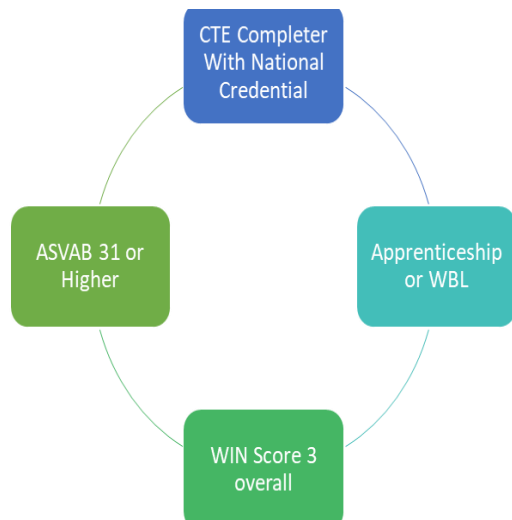 CTE Completer
With National
Credential
ASVAB 31 or
Higher
Apprenticeship
or WBL
WIN Score 3
overall